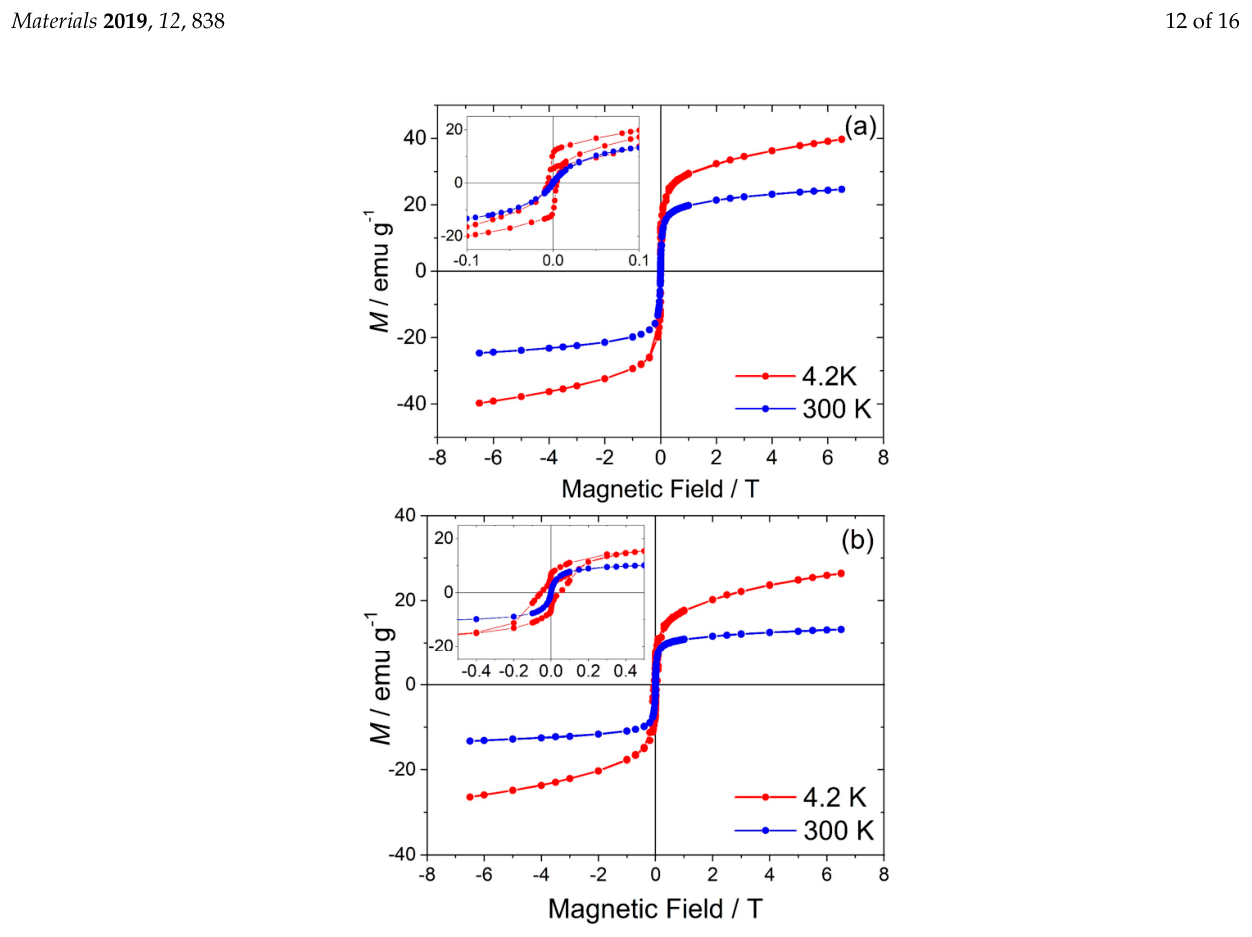 Materials 2019, 12, 838
12 of 16
(a)
M / emu g-1
40
20
0
-20
-40
-8 -6 -4 -2 0 2 4 6 8
Magnetic Field / T
20
0
-20
-0.1 0.0 0.1
4.2K
300 K
(b)
M / emu g-1
40
20
0
-20
-40
-8 -6 -4 -2 0 2 4 6 8
Magnetic Field / T
20
0
-20
-0.4 -0.2 0.0 0.2 0.4
4.2 K
300 K